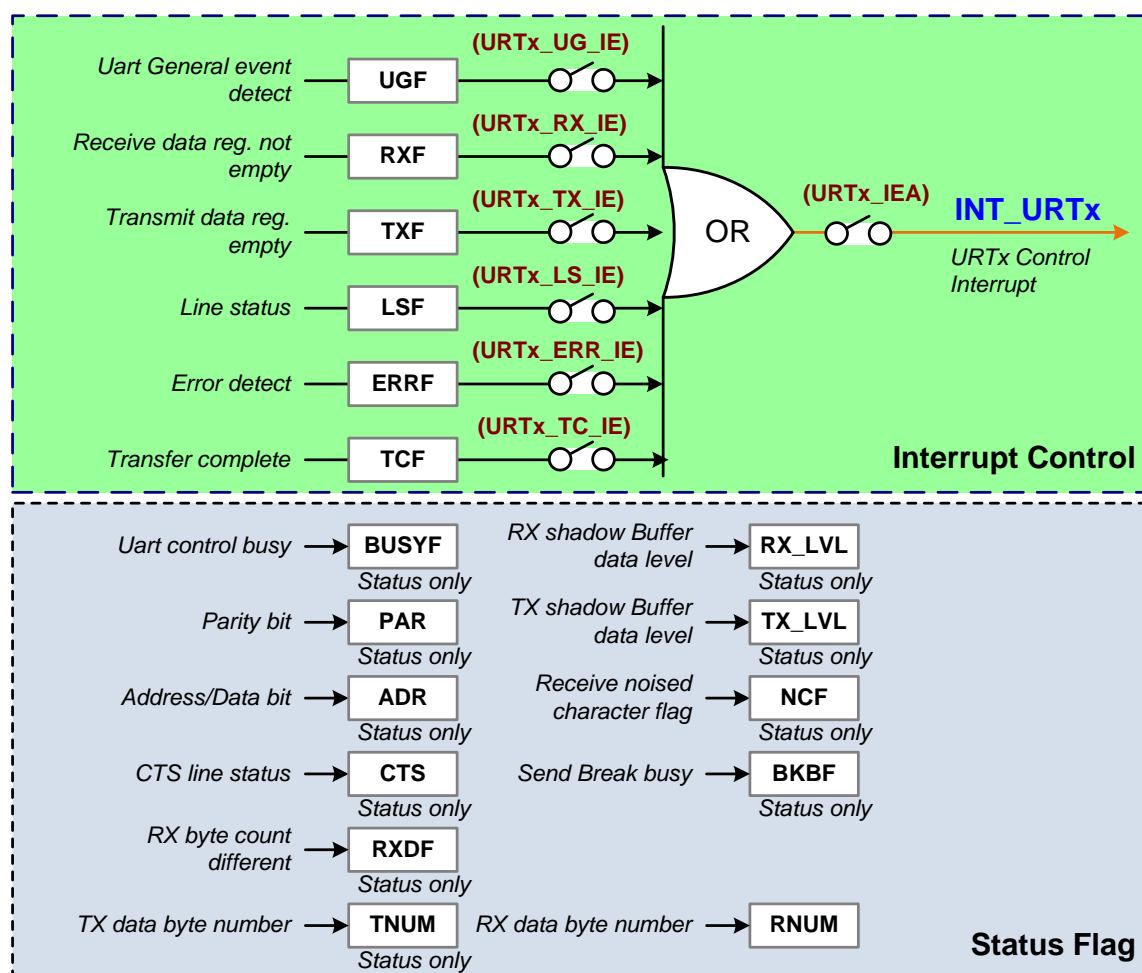 (URTx_UG_IE)
Uart General event
detect
UGF
(URTx_RX_IE)
Receive data reg. not
empty
RXF
(URTx_TX_IE)
Transmit data reg.
empty
TXF
(URTx_LS_IE)
Line status
LSF
(URTx_ERR_IE)
Error detect
ERRF
(URTx_TC_IE)
Transfer complete
TCF
OR
(URTx_IEA)
INT_URTx
URTx Control
Interrupt
Interrupt Control
Uart control busy
BUSYF
Status only
RX shadow Buffer
data level
RX_LVL
Status only
Parity bit
PAR
Status only
TX shadow Buffer
data level
TX_LVL
Status only
Address/Data bit
ADR
Status only
Receive noised
character flag
NCF
Status only
CTS line status
CTS
Status only
Send Break busy
BKBF
Status only
RX byte count
different
RXDF
Status only
TX data byte number
TNUM
Status only
RX data byte number
RNUM
Status Flag